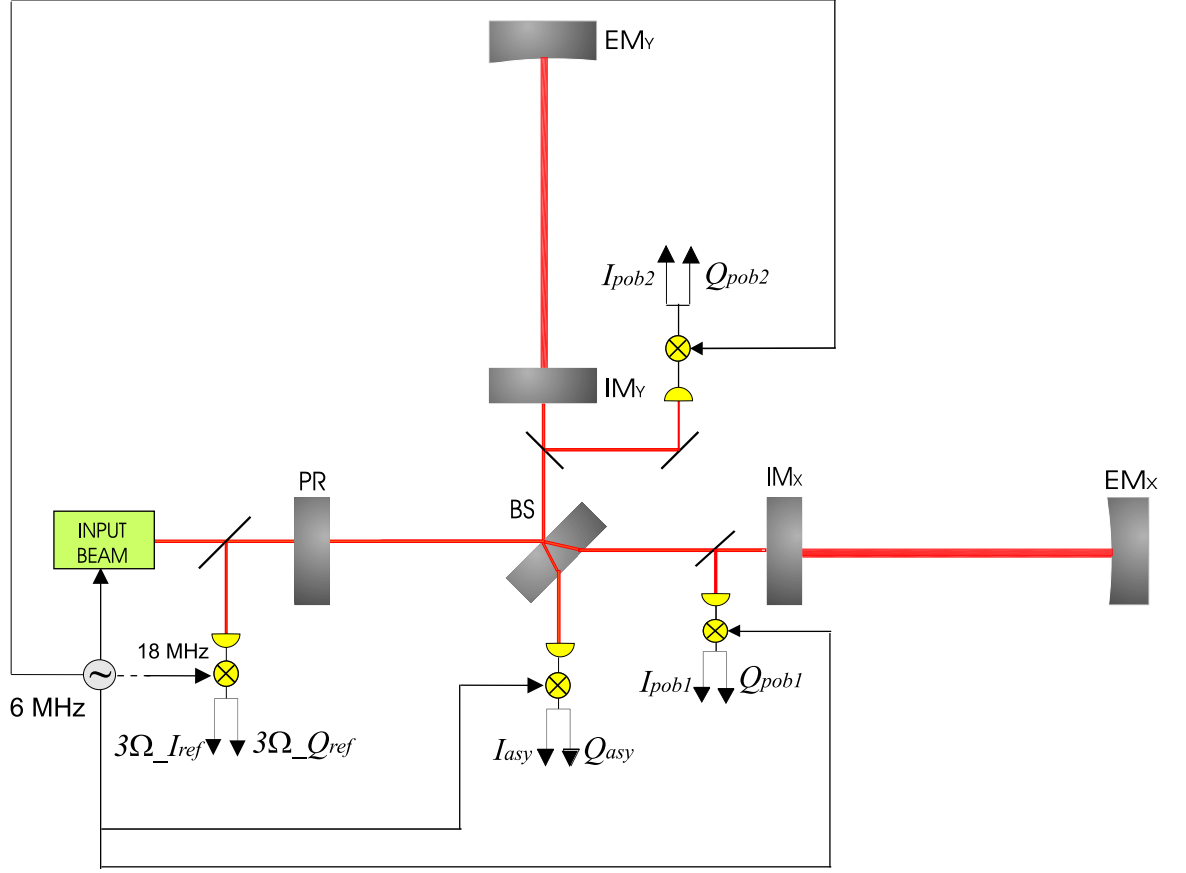 EMY
Ipob2
Qpob2
IMY
PR
IMX
EMX
BS
INPUT
BEAM
18 MHz
6 MHz
Ipob1
Qpob1
3Ω_Iref
3Ω_Qref
Iasy
Qasy